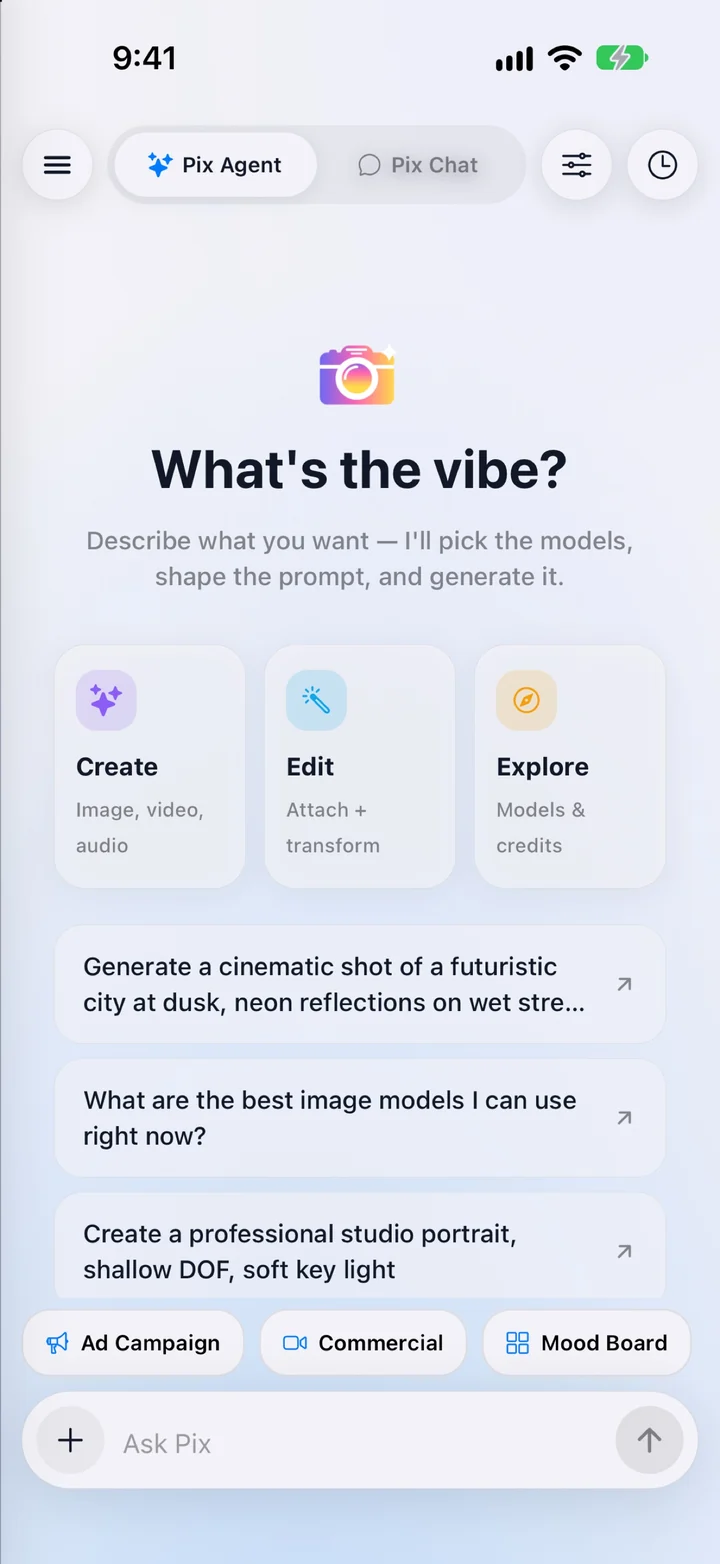 9:41
Pix Agent
Pix Chat
What's the vibe?
Describe what you want — I'll pick the models,
shape the prompt, and generate it.
Create
Image, video,
audio
Edit
Attach +
transform
Explore
Models &
credits
Generate a cinematic shot of a futuristic
city at dusk, neon reflections on wet stre...
What are the best image models I can use
right now?
Create a professional studio portrait,
shallow DOF, soft key light
Ad Campaign
Commercial
Mood Board
Ask Pix